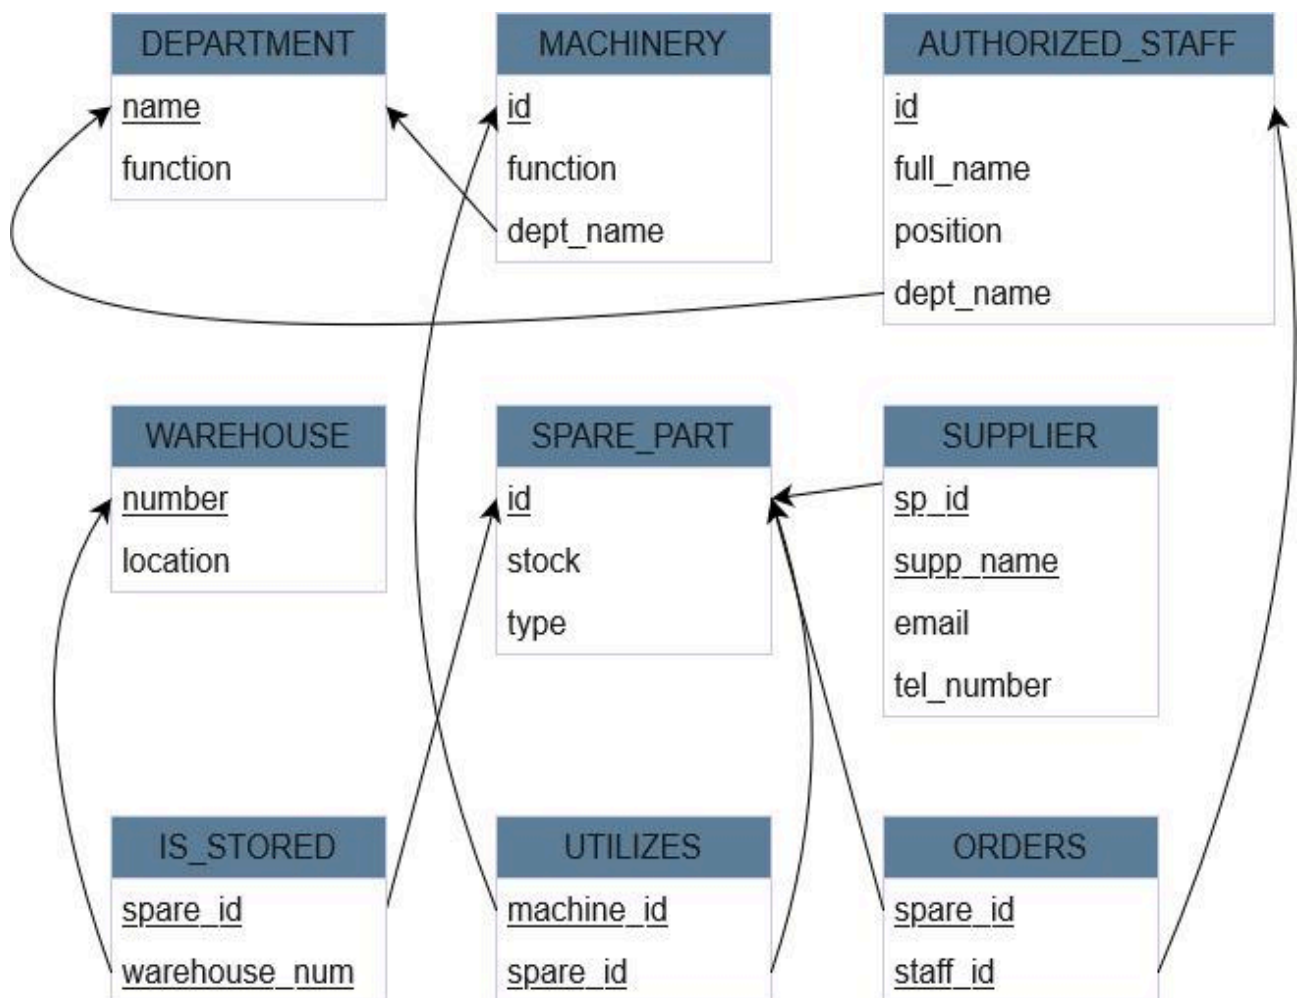 DEPARTMENT
name
function
MACHINERY
id
function
dept_name
AUTHORIZED_STAFF
id
full_name
position
dept_name
WAREHOUSE
number
location
SPARE_PART
id
stock
type
SUPPLIER
sp_id
supp_name
email
tel_number
IS_STORED
spare_id
warehouse_num
UTILIZES
machine_id
spare_id
ORDERS
spare_id
staff_id